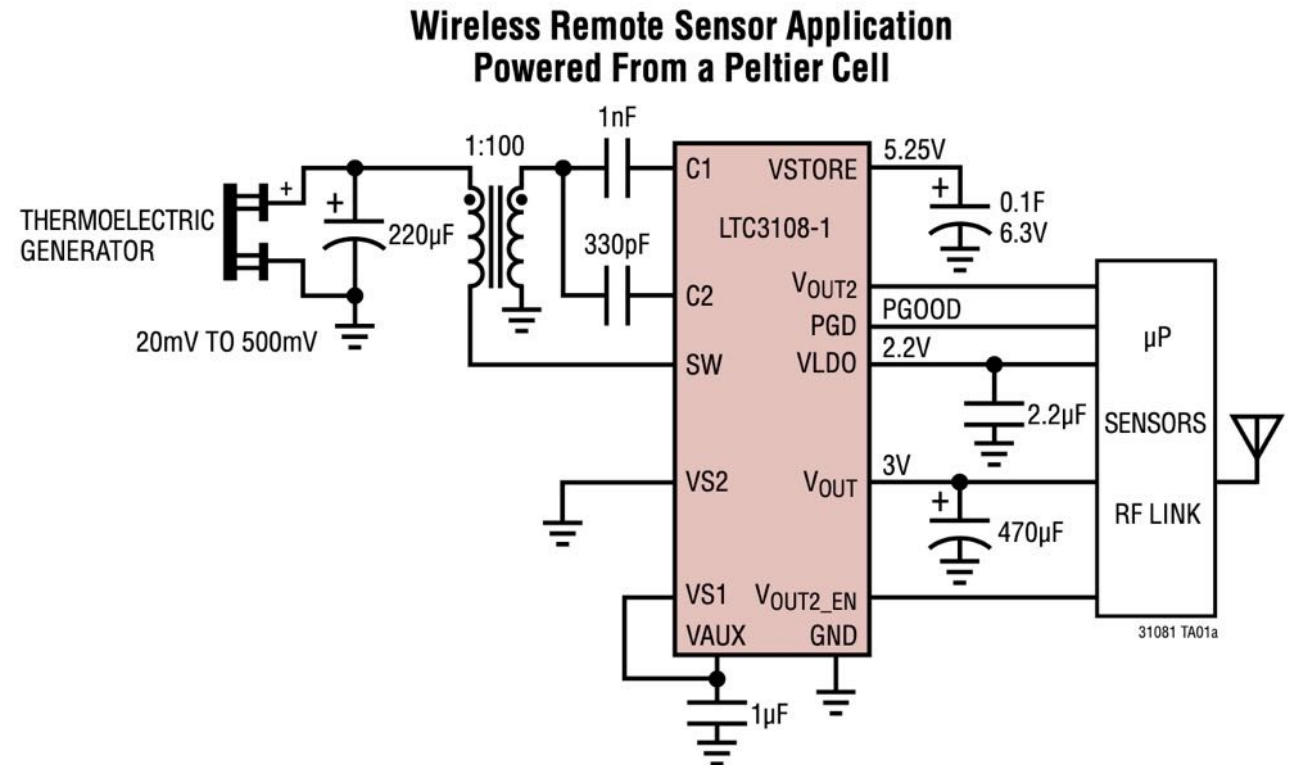 Wireless Remote Sensor Application
Powered From a Peltier Cell
THERMOELECTRIC
GENERATOR
20mV TO 500mV
+
+
220µF
1:100
1nF
330pF
C1
C2
SW
VS2
VS1
VAUX
1µF
VSTORE
LTC3108-1
VOUT2
PGD
VLDO
VOUT
VOUT2_EN
GND
5.25V
+
0.1F
6.3V
PGOOD
2.2V
2.2µF
3V
+
470µF
µP
SENSORS
RF LINK
31081 TA01a